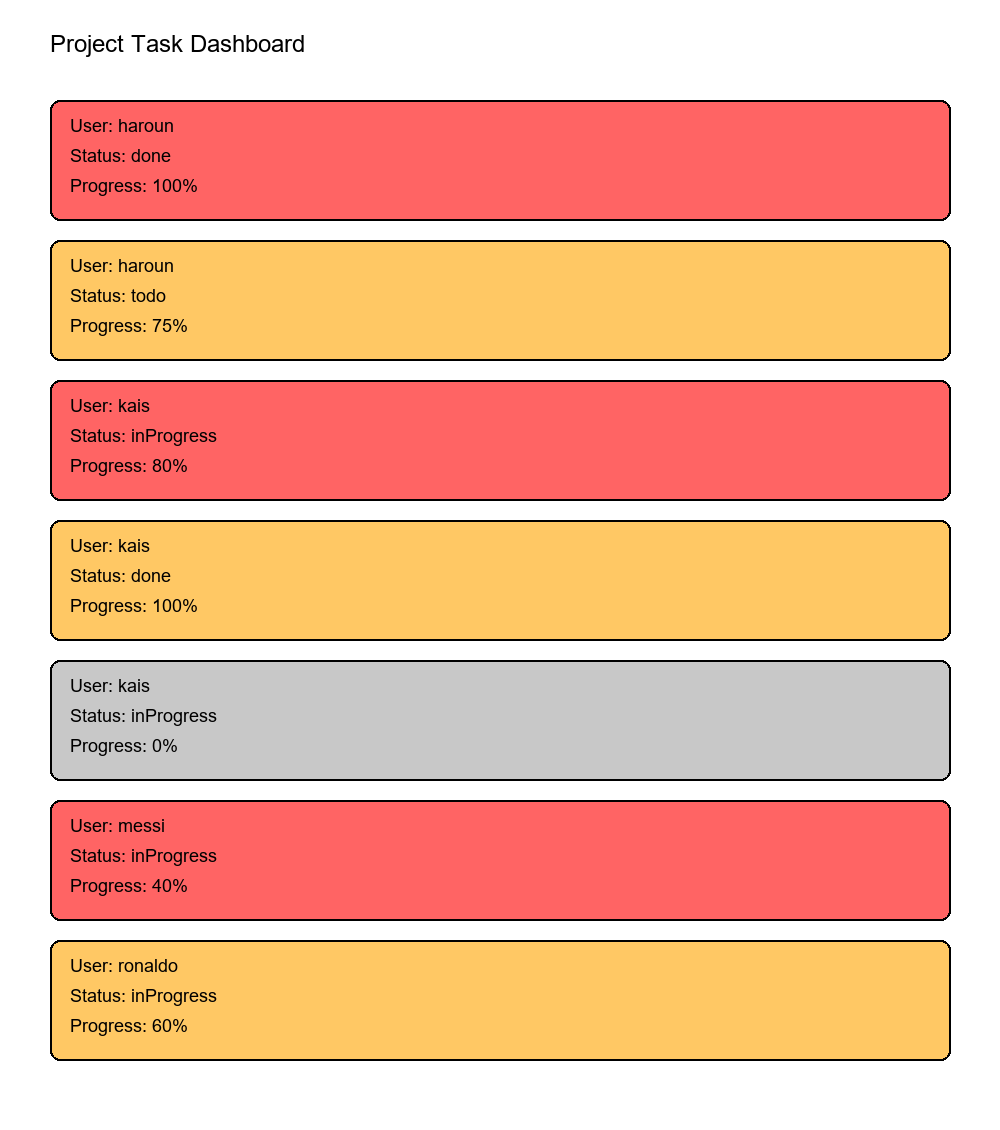 Project Task Dashboard
User: haroun
Status: done
Progress: 100%
User: haroun
Status: todo
Progress: 75%
User: kais
Status: inProgress
Progress: 80%
User: kais
Status: done
Progress: 100%
User: kais
Status: inProgress
Progress: 0%
User: messi
Status: inProgress
Progress: 40%
User: ronaldo
Status: inProgress
Progress: 60%